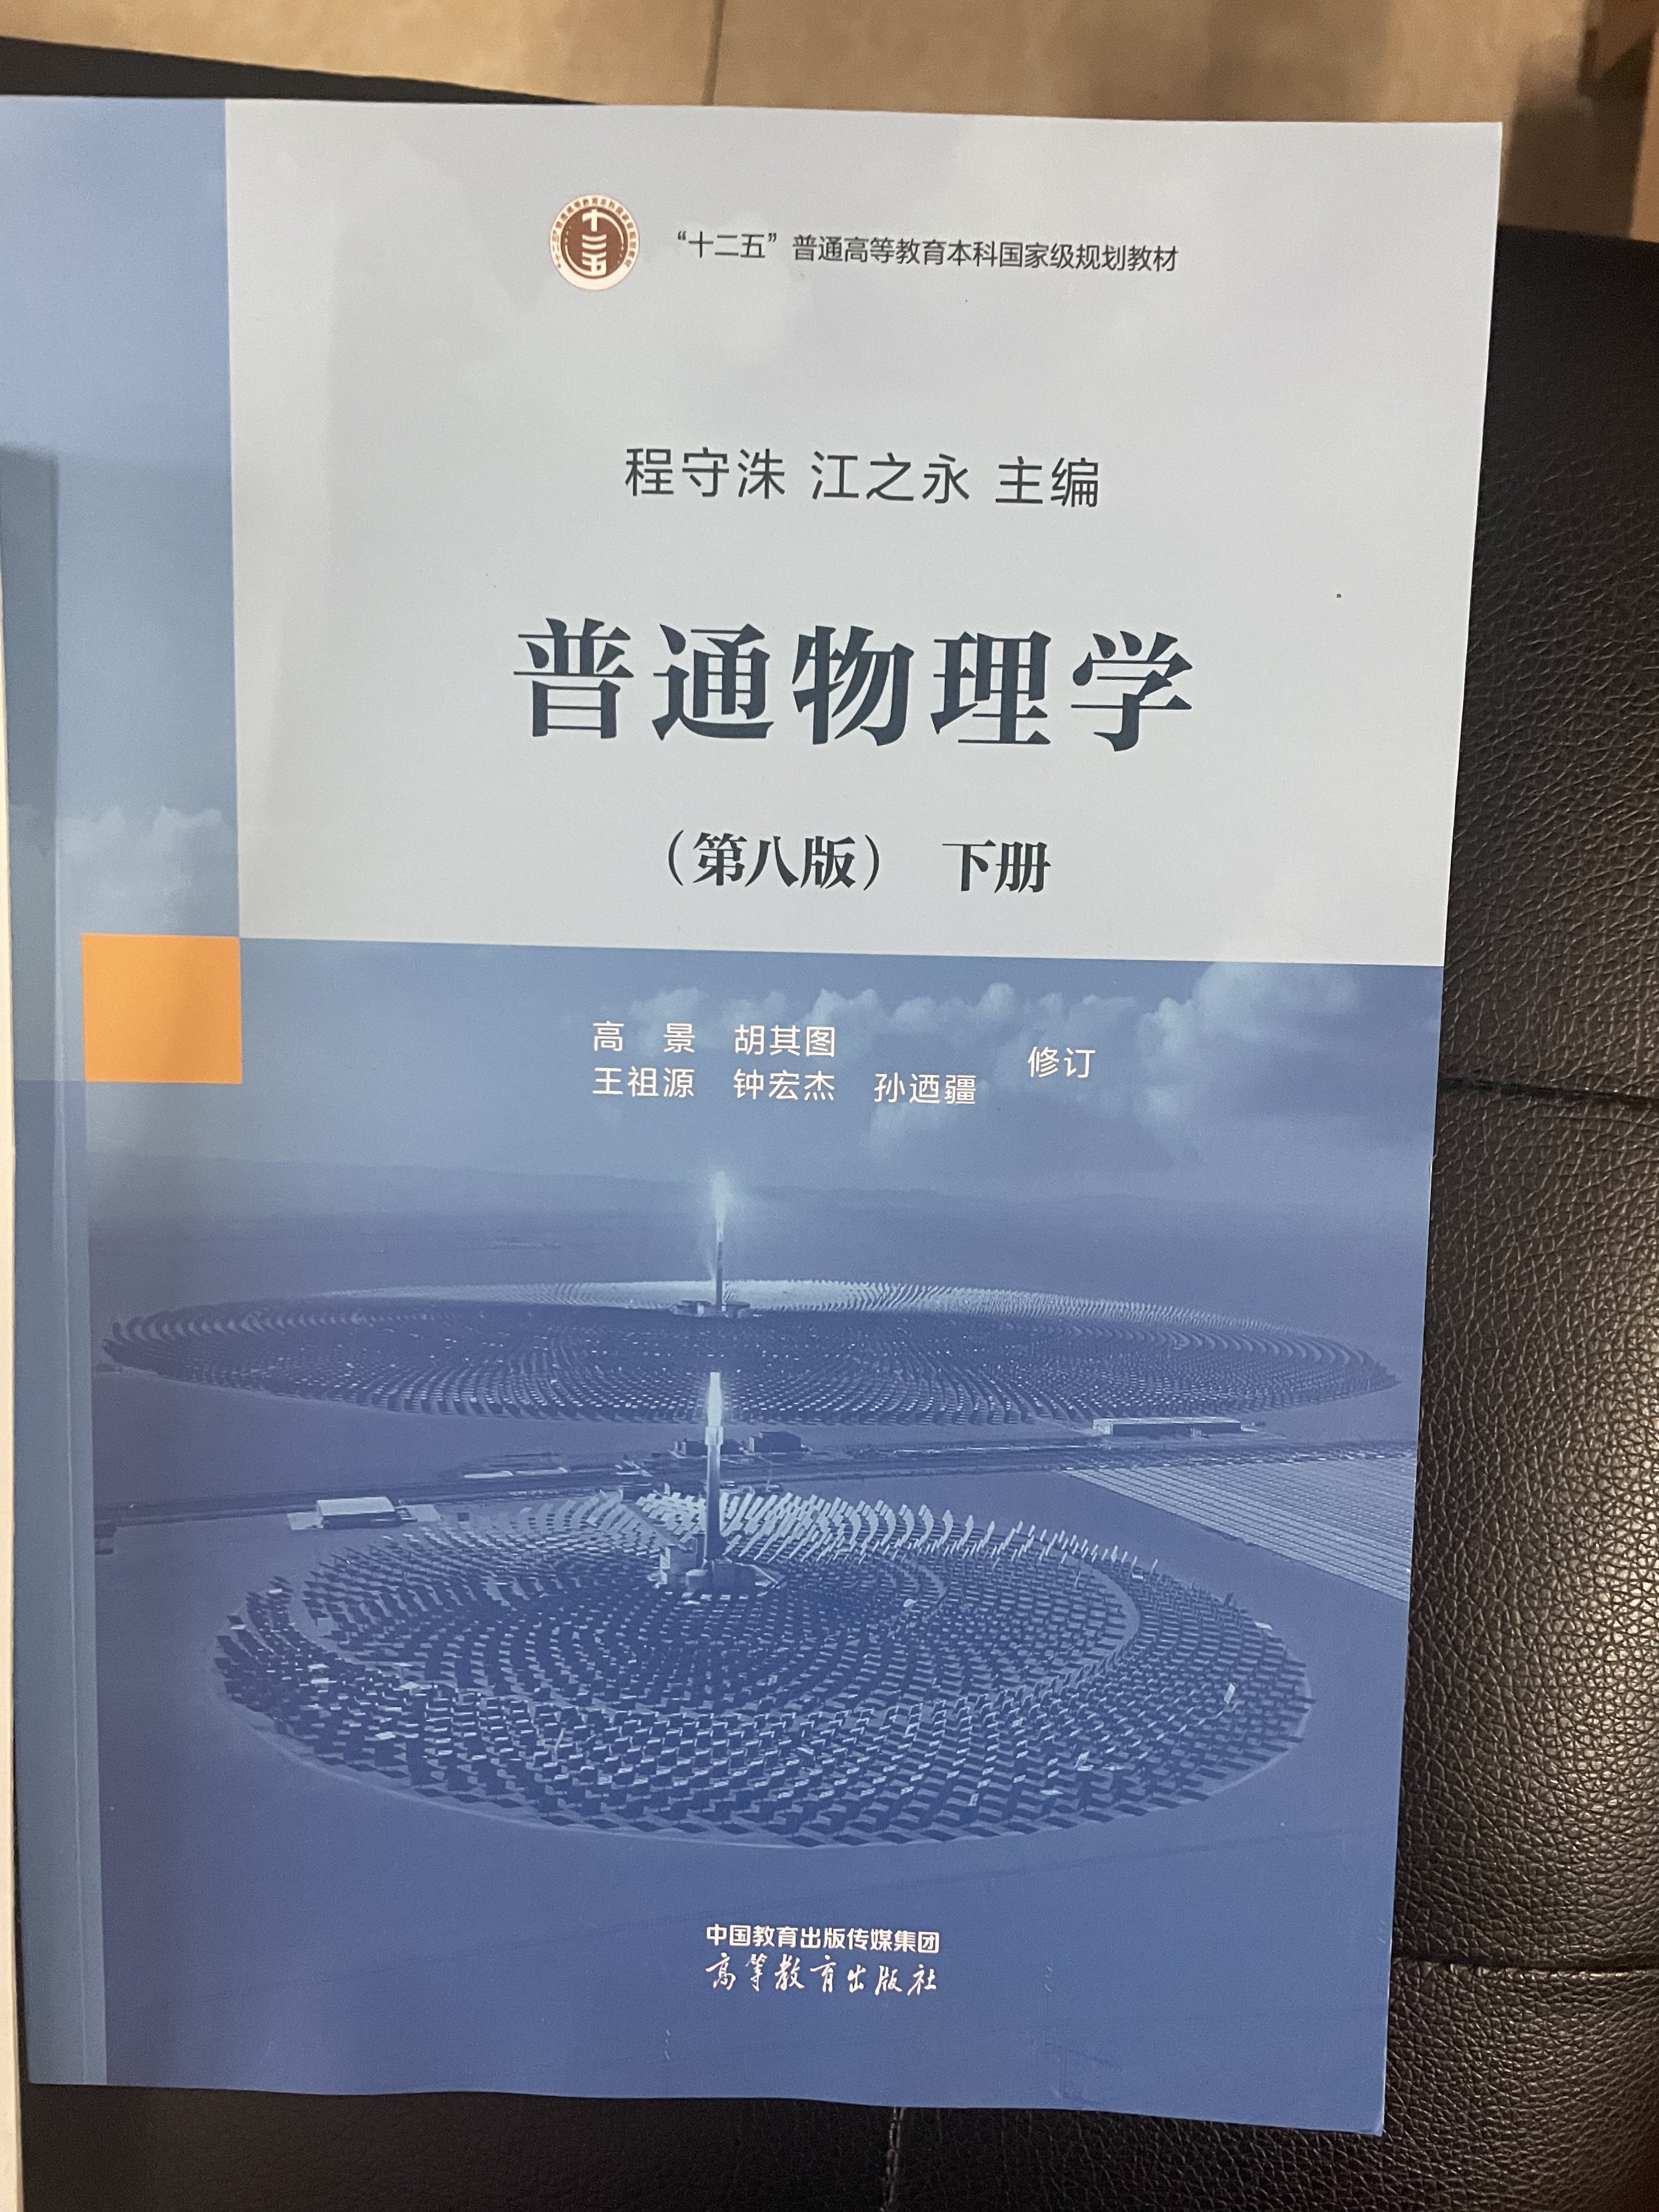 “十二五”普通高等教育本科国家级规划教材
程守洙 江之永 主编
普通物理学
（第八版） 下册
高 景 胡其图
王祖源 钟宏杰 孙迺疆 修订
中国教育出版传媒集团
高等教育出版社